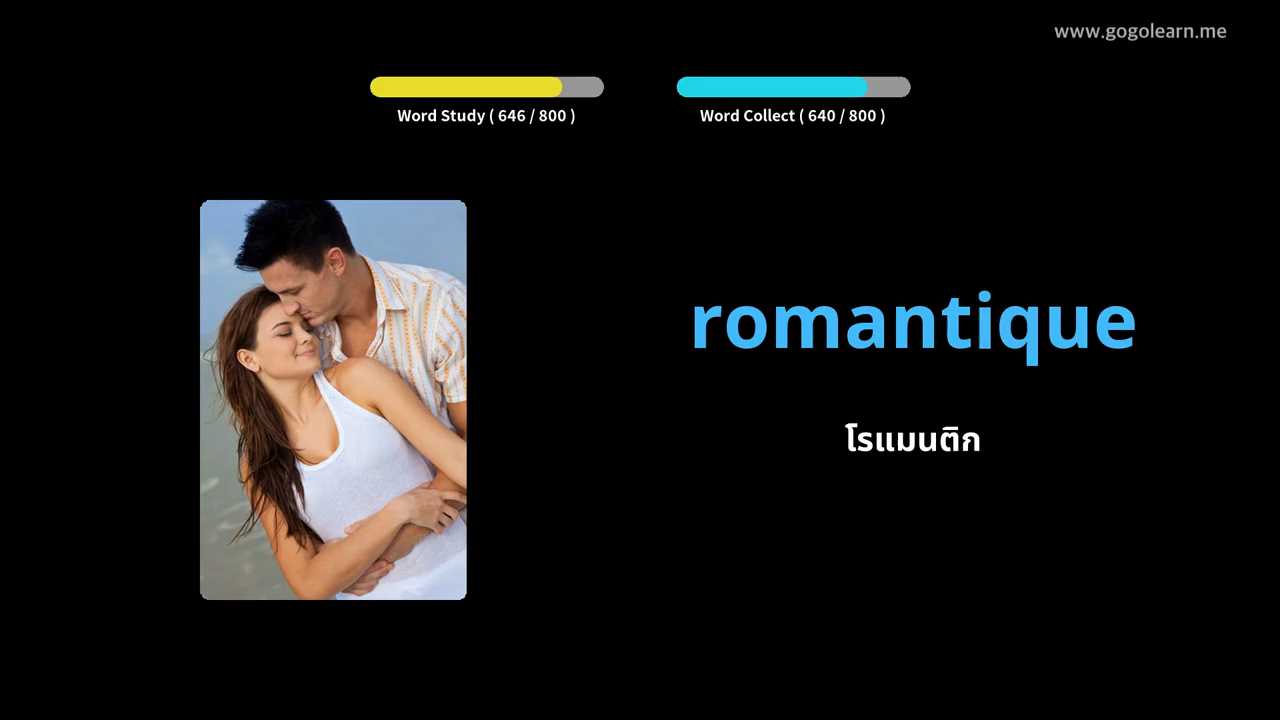 www.gogolearn.me
Word Study ( 646 / 800 )
Word Collect ( 640 / 800 )
romantique
โรแมนติก